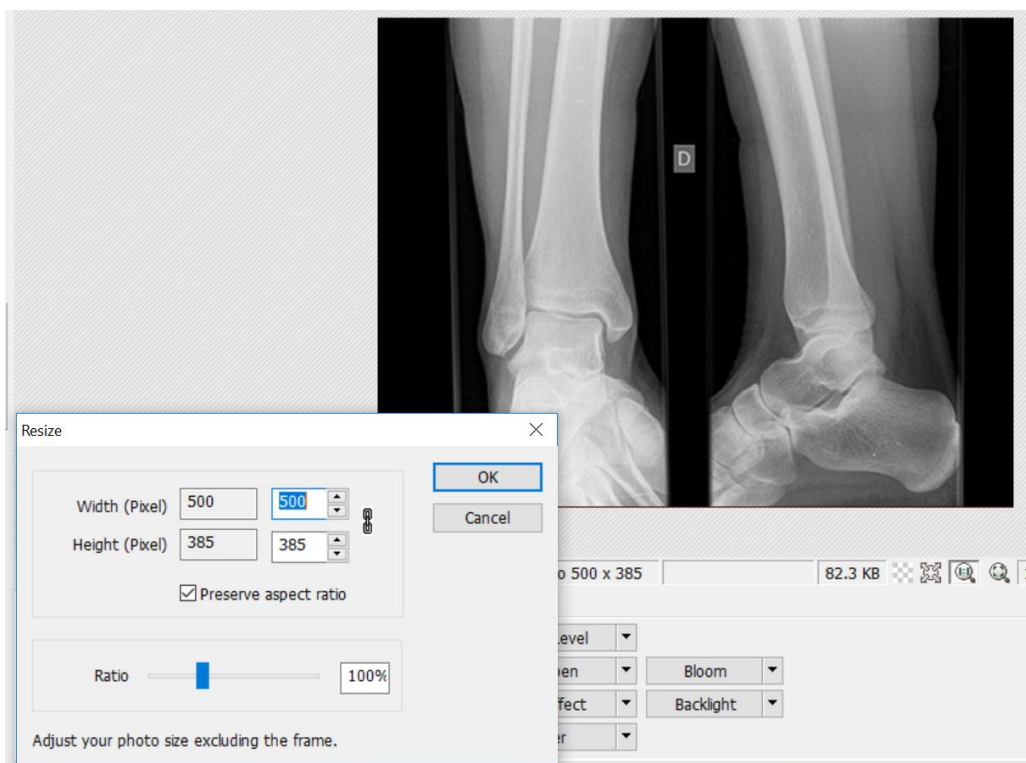 D
Resize
OK
Width (Pixel) 500 500
Cancel
Height (Pixel) 385 385
500 x 385
82.3 KB
Preserve aspect ratio
Ratio 100%
Bloom
Backlight
Adjust your photo size excluding the frame.